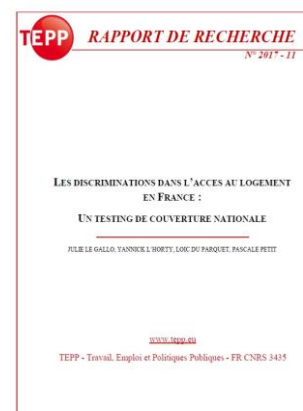 TEPP
RAPPORT DE RECHERCHE
N° 2017 - 11
LES DISCRIMINATIONS DANS L'ACCES AU LOGEMENT
EN FRANCE :
UN TESTING DE COUVERTURE NATIONALE
JULIE LE GALLO, YANNICK L'HORTY, LOIC DU PARQUET, PASCALE PETIT
www.tepp.eu
TEPP - Travail, Emploi et Politiques Publiques - FR CNRS 3435